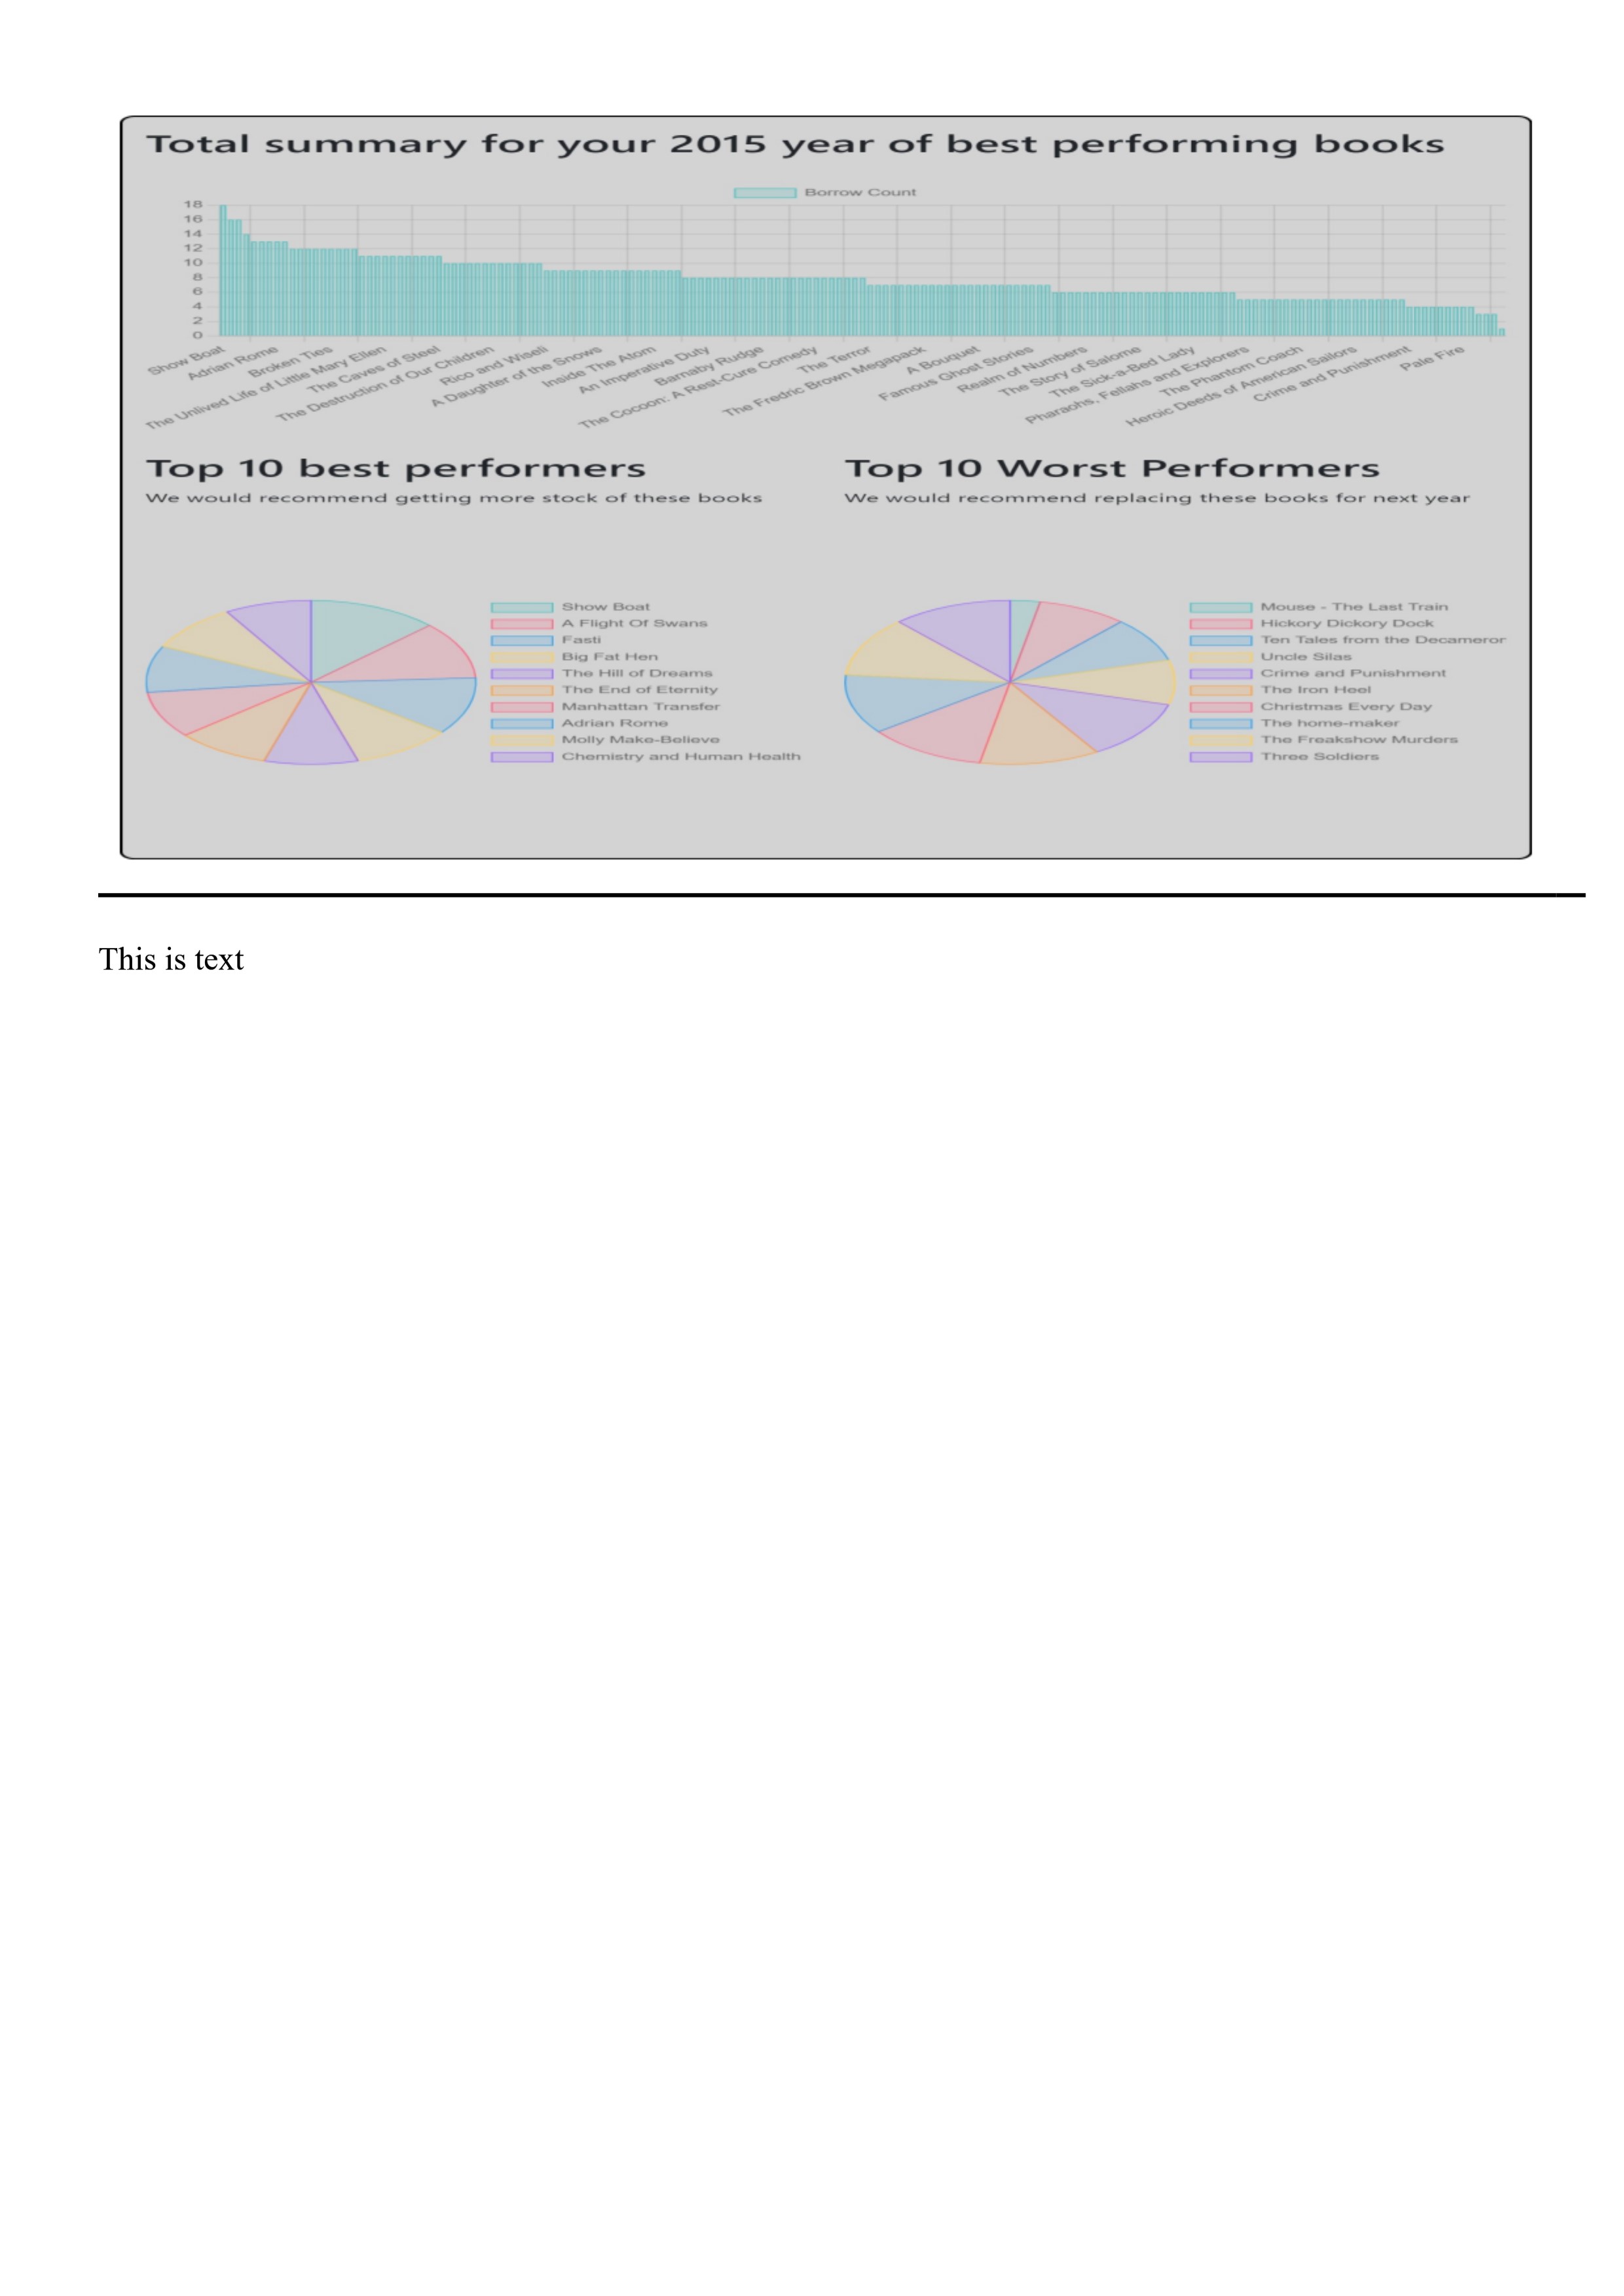 Total summary for your 2015 year of best performing books
Borrow Count
18
16
14
12
10
8
6
4
2
0
Show Boat
Adrian Rome
Broken Ties
The Unlived Life of Little Mary Ellen
The Caves of Steel
The Destruction of Our Children
Rico and Wiseli
A Daughter of the Snows
Inside The Atom
An Imperative Duty
Barnaby Rudge
The Cocoon: A Rest-Cure Comedy
The Terror
The Fredric Brown Megapack
A Bouquet
Famous Ghost Stories
Realm of Numbers
The Story of Salome
The Sick-a-Bed Lady
Pharaohs, Fellahs and Explorers
The Phantom Coach
Heroic Deeds of American Sailors
Crime and Punishment
Pale Fire
Top 10 best performers
We would recommend getting more stock of these books
Show Boat
A Flight Of Swans
Fasti
Big Fat Hen
The Hill of Dreams
The End of Eternity
Manhattan Transfer
Adrian Rome
Molly Make-Believe
Chemistry and Human Health
Top 10 Worst Performers
We would recommend replacing these books for next year
Mouse - The Last Train
Hickory Dickory Dock
Ten Tales from the Decameror
Uncle Silas
Crime and Punishment
The Iron Heel
Christmas Every Day
The home-maker
The Freakshow Murders
Three Soldiers
This is text